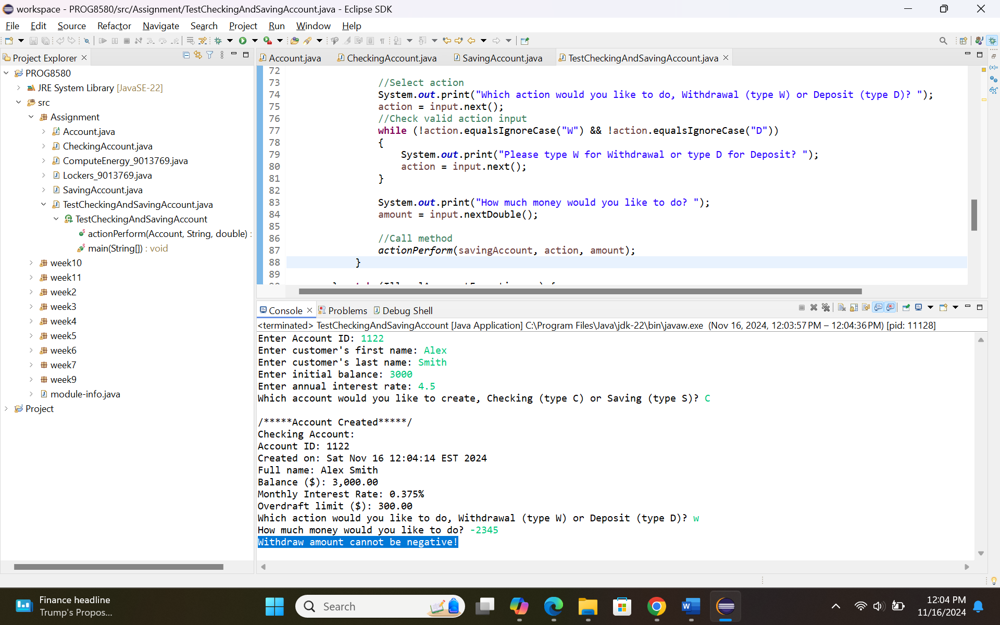 workspace - PROG8580/src/Assignment/TestCheckingAndSavingAccount.java - Eclipse SDK
File Edit Source Refactor Navigate Search Project Run Window Help
Project Explorer
PROG8580
JRE System Library [JavaSE-22]
src
Assignment
Account.java
CheckingAccount.java
ComputeEnergy_9013769.java
Lockers_9013769.java
SavingAccount.java
TestCheckingAndSavingAccount.java
TestCheckingAndSavingAccount
actionPerform(Account, String, double) :
main(String[]) : void
week10
week11
week2
week3
week4
week5
week6
week7
week9
module-info.java
Project
Account.java CheckingAccount.java SavingAccount.java TestCheckingAndSavingAccount.java
72
73 //Select action
74 System.out.print("Which action would you like to do, Withdrawal (type W) or Deposit (type D)? ");
75 action = input.next();
76 //Check valid action input
77 while (!action.equalsIgnoreCase("W") && !action.equalsIgnoreCase("D"))
78 {
79 System.out.print("Please type W for Withdrawal or type D for Deposit? ");
80 action = input.next();
81 }
82
83 System.out.print("How much money would you like to do? ");
84 amount = input.nextDouble();
85
86 //Call method
87 actionPerform(savingAccount, action, amount);
88 }
89
Console Problems Debug Shell
<terminated> TestCheckingAndSavingAccount [Java Application] C:\Program Files\Java\jdk-22\bin\javaw.exe (Nov 16, 2024, 12:03:57 PM – 12:04:36 PM) [pid: 11128]
Enter Account ID: 1122
Enter customer's first name: Alex
Enter customer's last name: Smith
Enter initial balance: 3000
Enter annual interest rate: 4.5
Which account would you like to create, Checking (type C) or Saving (type S)? C
/*****Account Created*****/
Checking Account:
Account ID: 1122
Created on: Sat Nov 16 12:04:14 EST 2024
Full name: Alex Smith
Balance ($): 3,000.00
Monthly Interest Rate: 0.375%
Overdraft limit ($): 300.00
Which action would you like to do, Withdrawal (type W) or Deposit (type D)? w
How much money would you like to do? -2345
Withdraw amount cannot be negative!
Finance headline
Trump's Propos...
Search
12:04 PM
11/16/2024